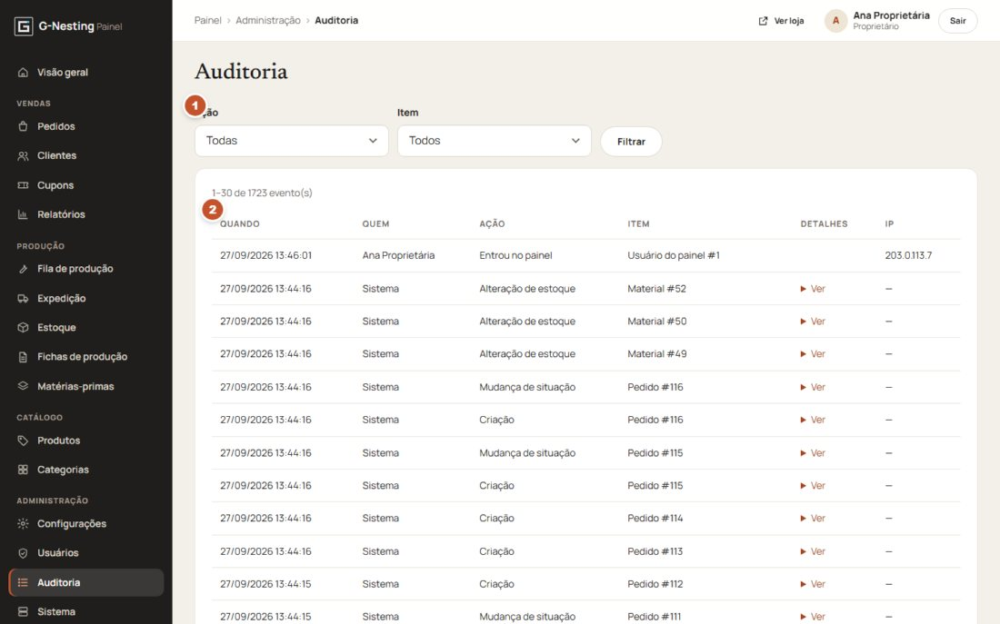 G-Nesting Painel
Visão geral
VENDAS
Pedidos
Clientes
Cupons
Relatórios
PRODUÇÃO
Fila de produção
Expedição
Estoque
Fichas de produção
Matérias-primas
CATÁLOGO
Produtos
Categorias
ADMINISTRAÇÃO
Configurações
Usuários
Auditoria
Sistema
Painel › Administração › Auditoria
Ver loja
A
Ana Proprietária
Proprietário
Sair
Auditoria
1
Item
Todas
Todos
Filtrar
1–30 de 1723 evento(s)
2
QUANDO QUEM AÇÃO ITEM DETALHES IP
27/09/2026 13:46:01 Ana Proprietária Entrou no painel Usuário do painel #1 203.0.113.7
27/09/2026 13:44:16 Sistema Alteração de estoque Material #52 Ver —
27/09/2026 13:44:16 Sistema Alteração de estoque Material #50 Ver —
27/09/2026 13:44:16 Sistema Alteração de estoque Material #49 Ver —
27/09/2026 13:44:16 Sistema Mudança de situação Pedido #116 Ver —
27/09/2026 13:44:16 Sistema Criação Pedido #116 Ver —
27/09/2026 13:44:16 Sistema Mudança de situação Pedido #115 Ver —
27/09/2026 13:44:16 Sistema Criação Pedido #115 Ver —
27/09/2026 13:44:16 Sistema Criação Pedido #114 Ver —
27/09/2026 13:44:16 Sistema Criação Pedido #113 Ver —
27/09/2026 13:44:15 Sistema Criação Pedido #112 Ver —
27/09/2026 13:44:15 Sistema Mudança de situação Pedido #111 Ver —